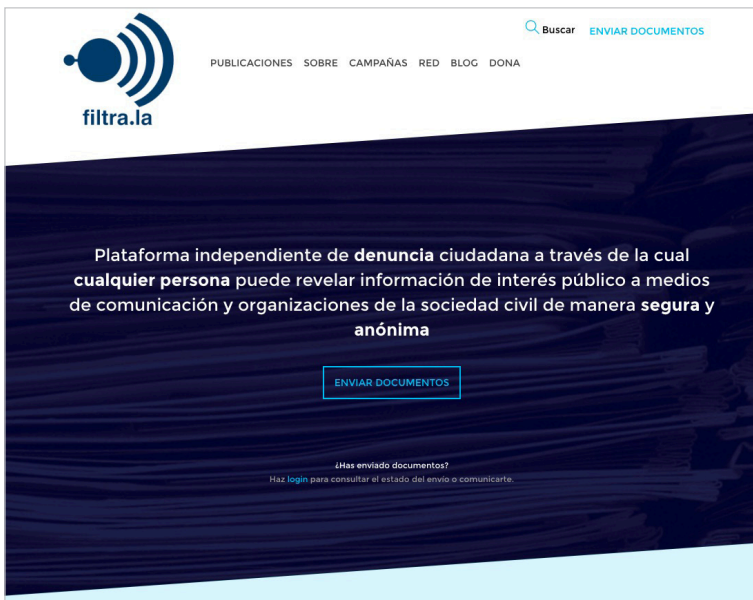 Buscar
ENVIAR DOCUMENTOS
PUBLICACIONES SOBRE CAMPAÑAS RED BLOG DONA
filtra.la
Plataforma independiente de denuncia ciudadana a través de la cual
cualquier persona puede revelar información de interés público a medios
de comunicación y organizaciones de la sociedad civil de manera segura y
anónima
ENVIAR DOCUMENTOS
¿Has enviado documentos?
Haz login para consultar el estado del envío o comunicarte.